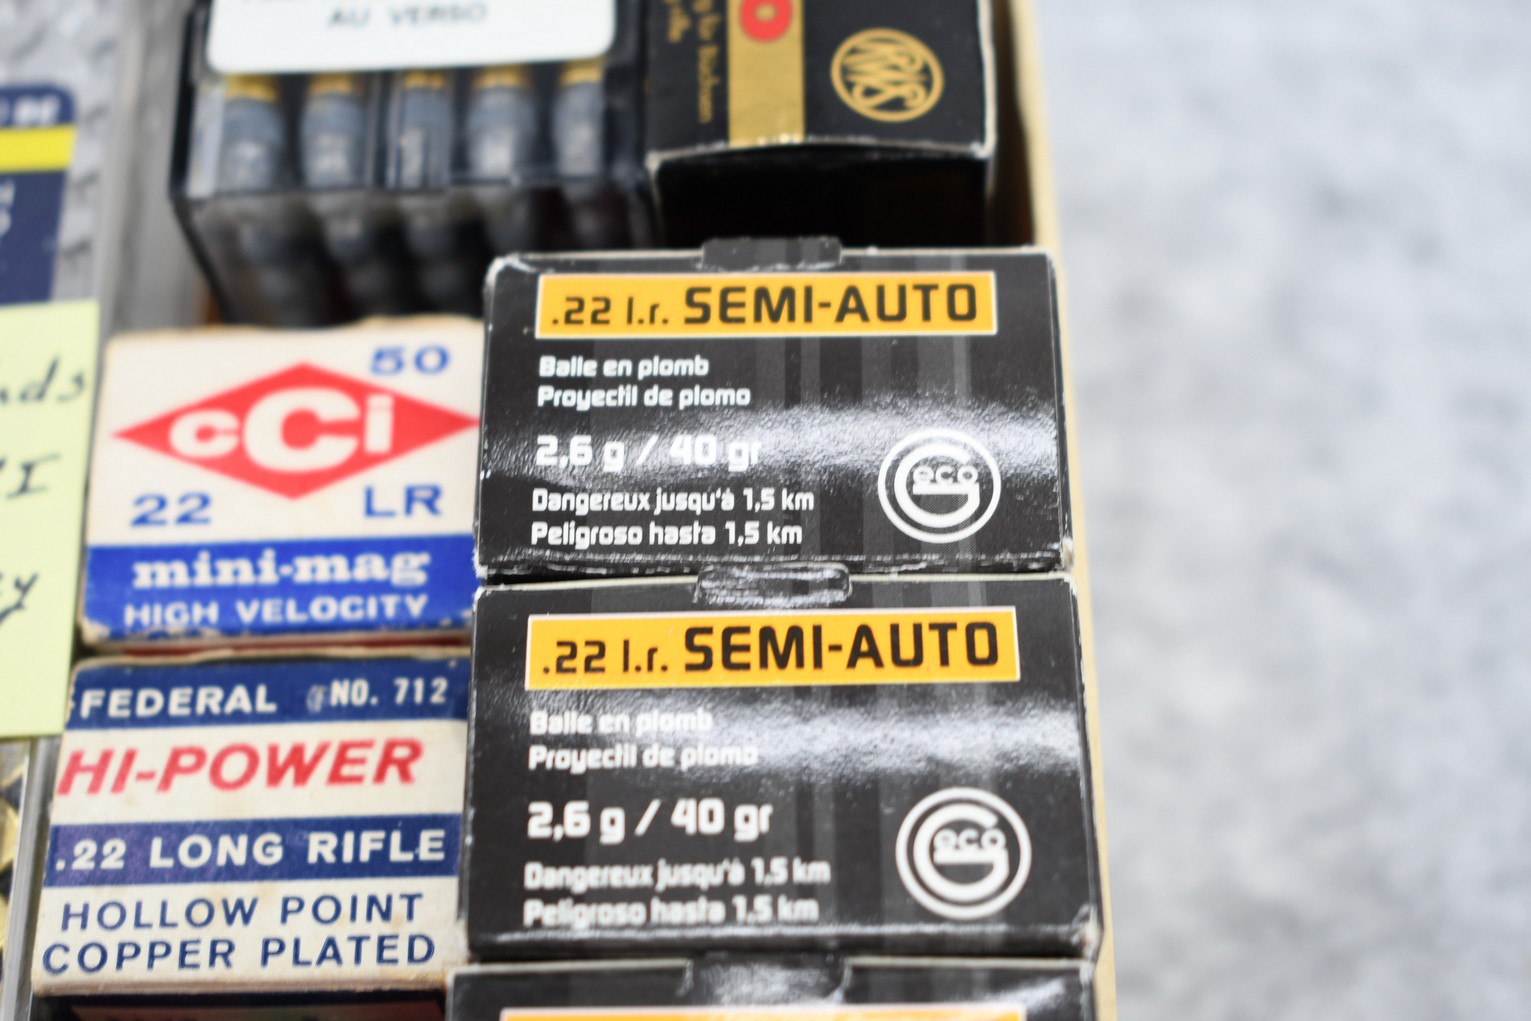 AU VERSO
RWS
50
CCI
22 LR
mini-mag
HIGH VELOCITY
FEDERAL NO. 712
HI-POWER
.22 LONG RIFLE
HOLLOW POINT
COPPER PLATED
.22 l.r. SEMI-AUTO
Balle en plomb
Proyectil de plomo
2,6 g / 40 gr
Dangereux jusqu'à 1,5 km
Peligroso hasta 1,5 km
Geco
.22 l.r. SEMI-AUTO
Balle en plomb
Proyectil de plomo
2,6 g / 40 gr
Dangereux jusqu'à 1,5 km
Peligroso hasta 1,5 km
Geco